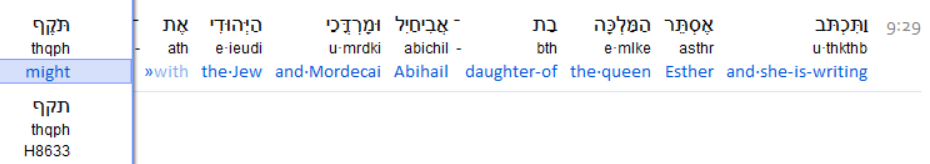 9:29 וַתִּכְתֹּב אֶסְתֵּר הַמַּלְכָּה בַת ־ אֲבִיחַיִל וּמָרְדֳּכַי הַיְּהוּדִי אֶת ־
- ath e·ieudi u·mrdki abichil - bth e·mlke asthr u·thkthb
»with the·Jew and·Mordecai Abihail daughter-of the·queen Esther and·she-is-writing
תֹּקֶף
thqph
might
תקף
thqph
H8633